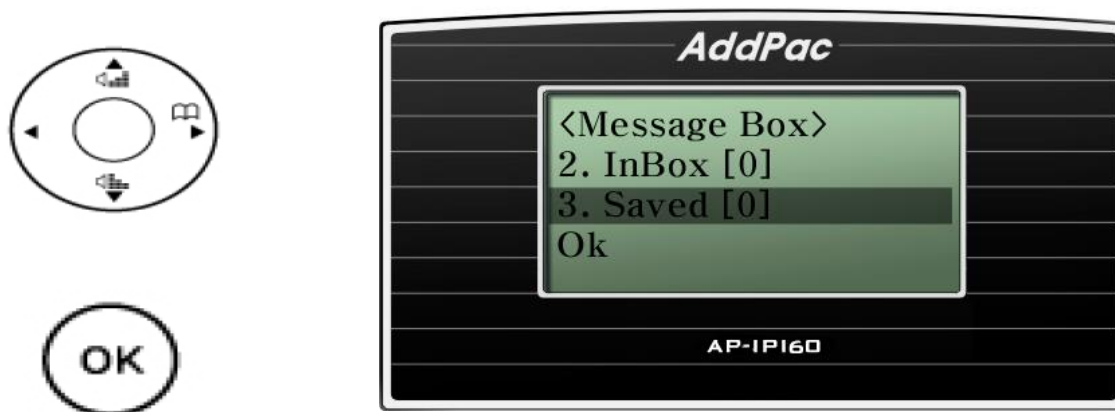 AddPac
<Message Box>
2. InBox [0]
3. Saved [0]
Ok
AP-IP160
OK